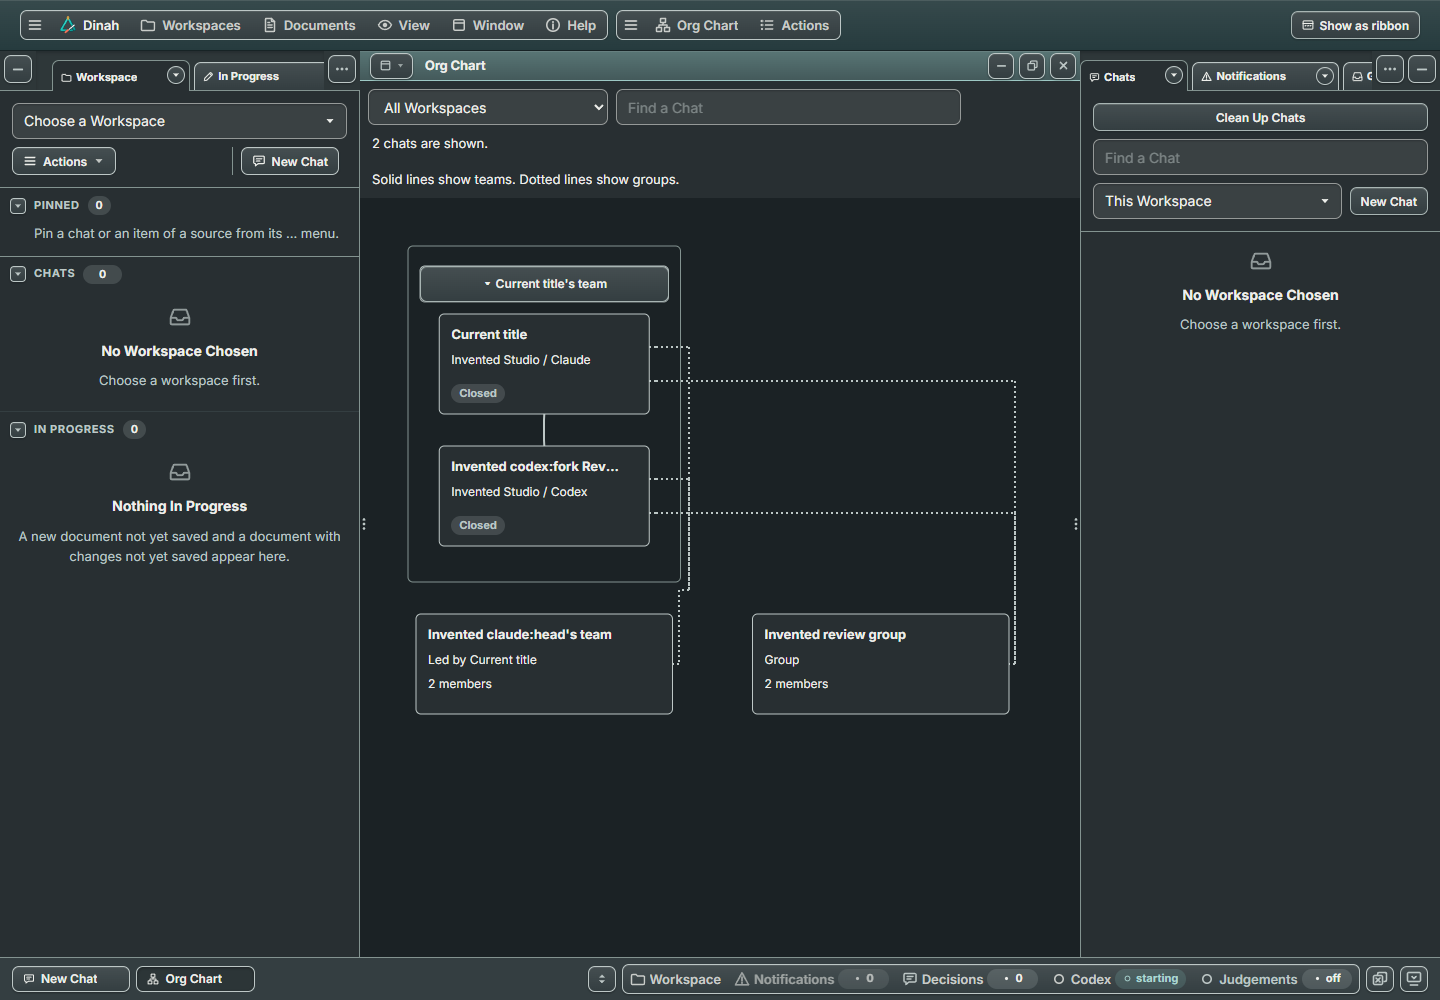 Dinah Workspaces Documents View Window Help Org Chart Actions Show as ribbon
Workspace In Progress
Choose a Workspace
Actions New Chat
PINNED 0
Pin a chat or an item of a source from its ... menu.
CHATS 0
No Workspace Chosen
Choose a workspace first.
IN PROGRESS 0
Nothing In Progress
A new document not yet saved and a document with
changes not yet saved appear here.
Org Chart
All Workspaces Find a Chat
2 chats are shown.
Solid lines show teams. Dotted lines show groups.
Current title's team
Current title
Invented Studio / Claude
Closed
Invented codex:fork Rev...
Invented Studio / Codex
Closed
Invented claude:head's team
Led by Current title
2 members
Invented review group
Group
2 members
Chats Notifications
Clean Up Chats
Find a Chat
This Workspace New Chat
No Workspace Chosen
Choose a workspace first.
New Chat Org Chart Workspace Notifications 0 Decisions 0 Codex starting Judgements off